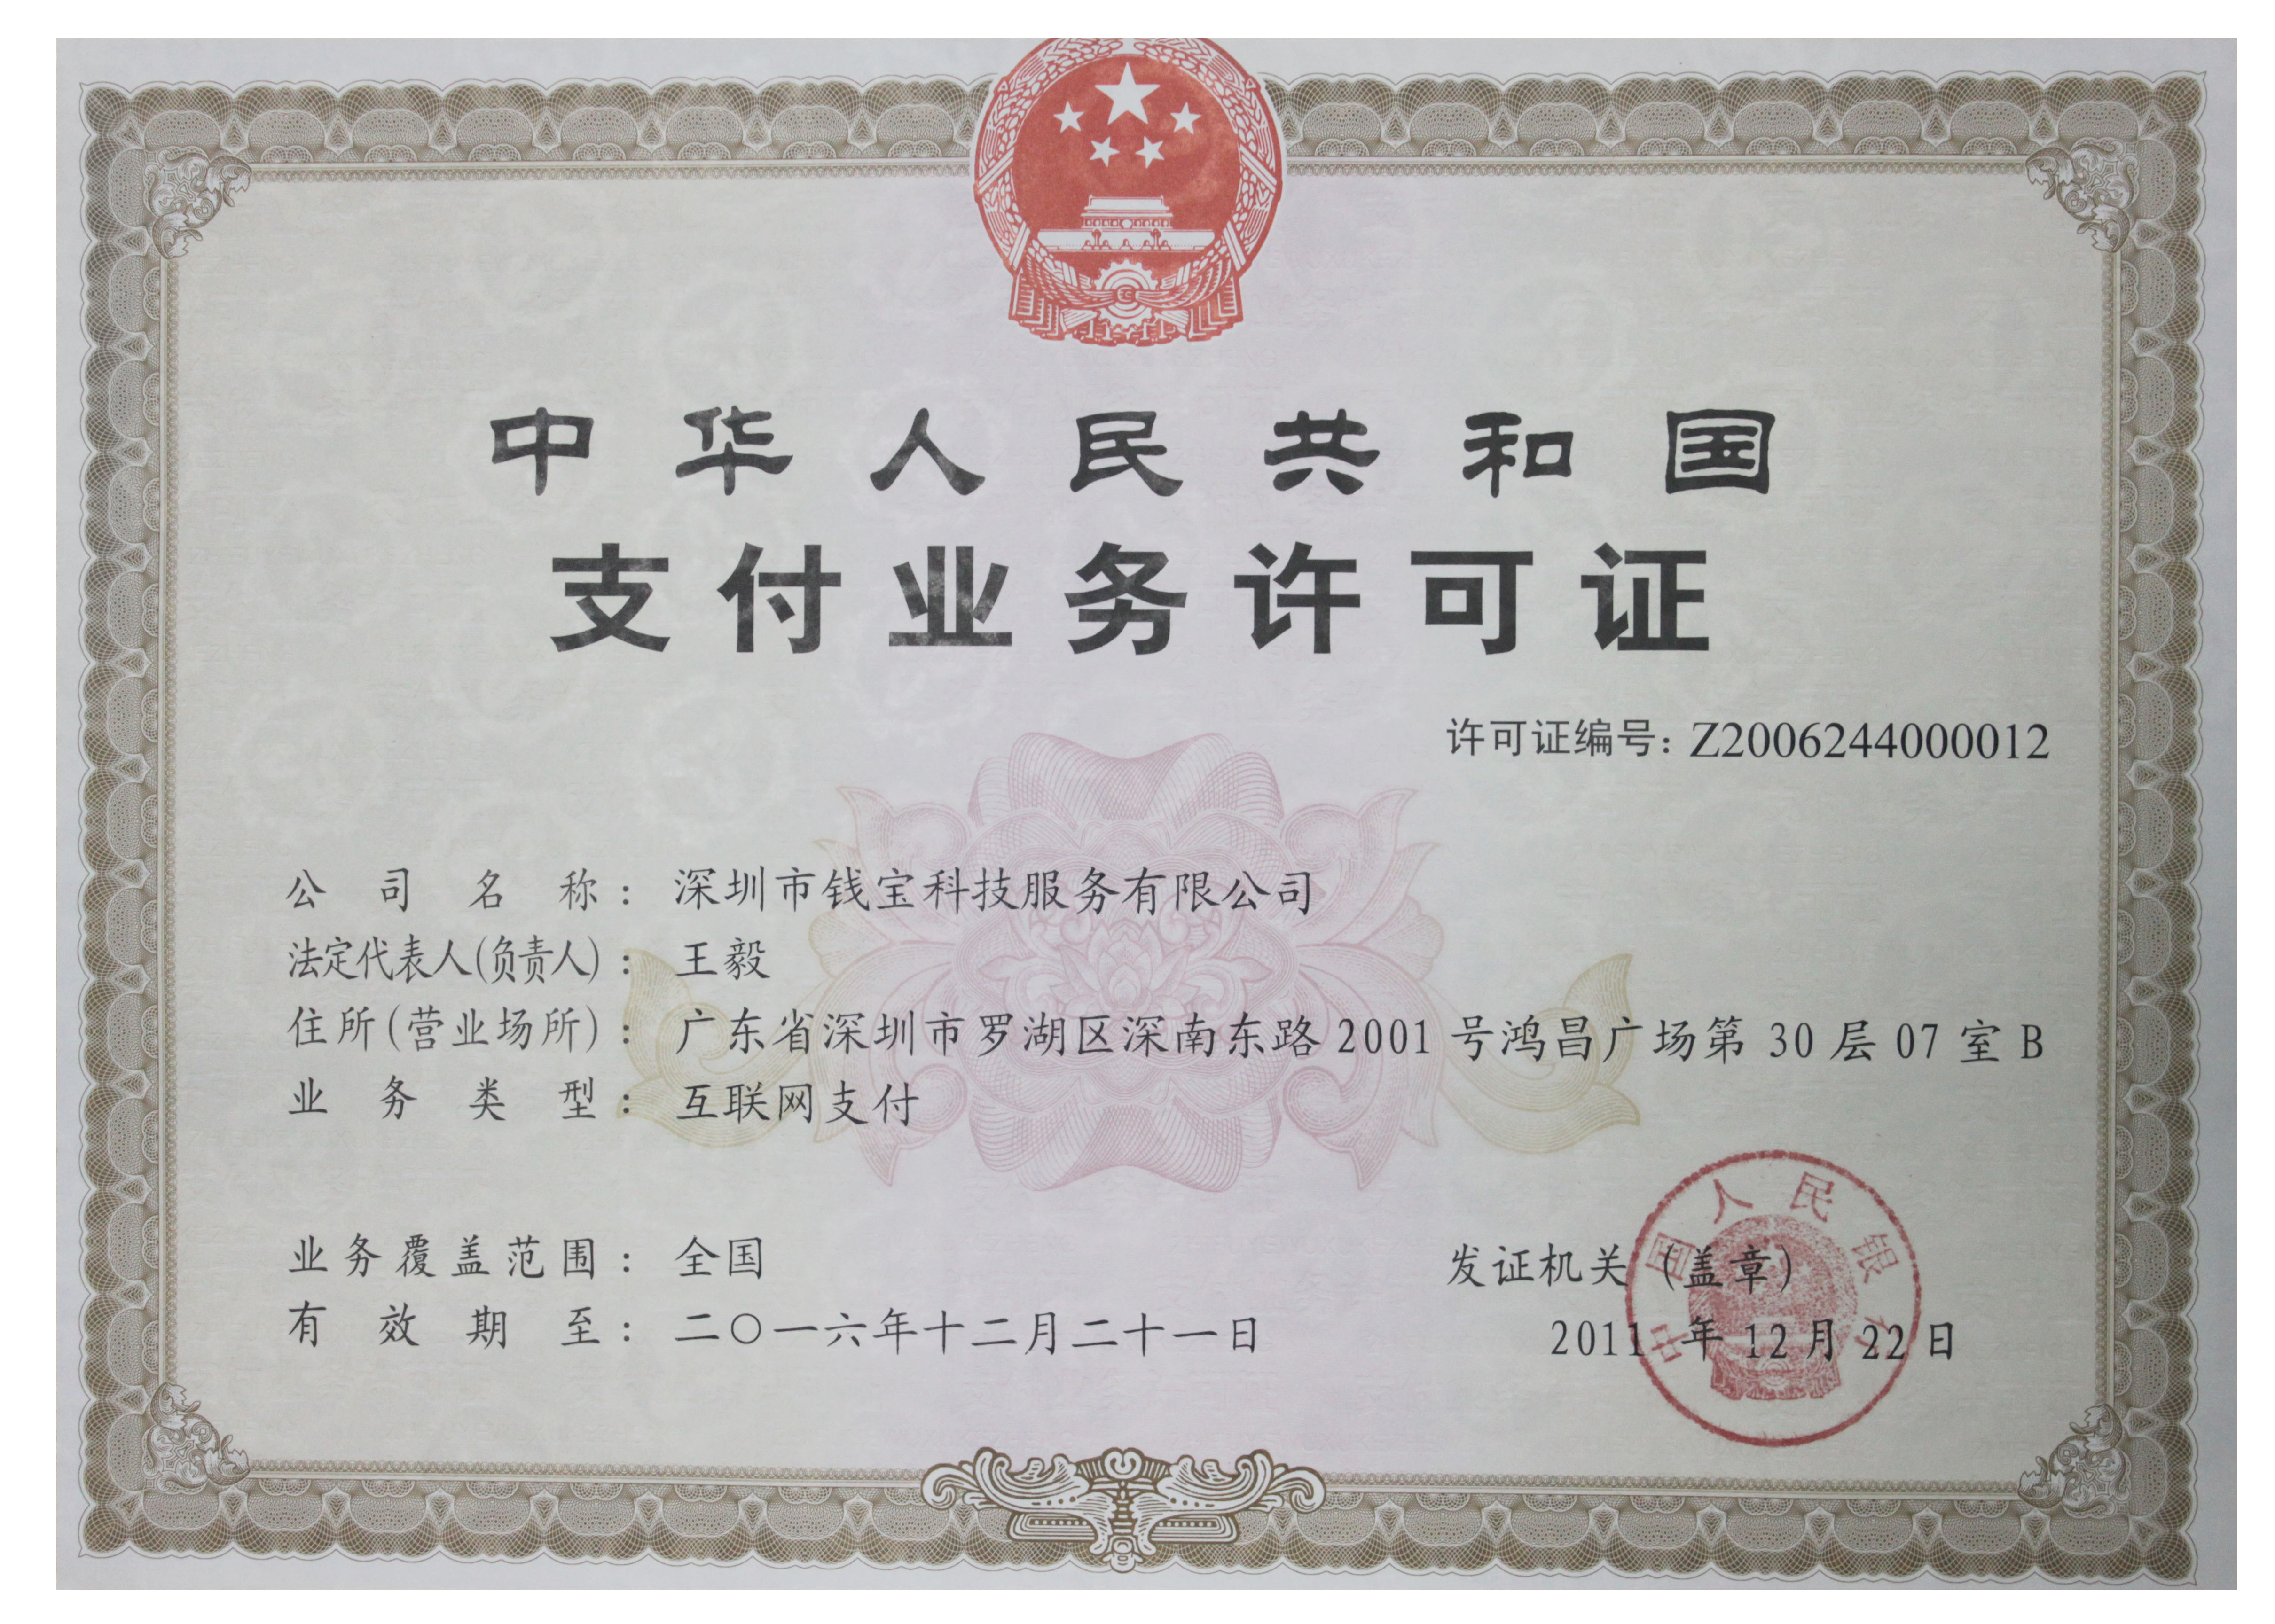 中华人民共和国
支付业务许可证
许可证编号：Z2006244000012
公司名称：深圳市钱宝科技服务有限公司
法定代表人(负责人)：王毅
住所(营业场所)：广东省深圳市罗湖区深南东路2001号鸿昌广场第30层07室B
业务类型：互联网支付
业务覆盖范围：全国
有效期至：二〇一六年十二月二十一日
发证机关（盖章）
2011年12月22日
中国人民银行